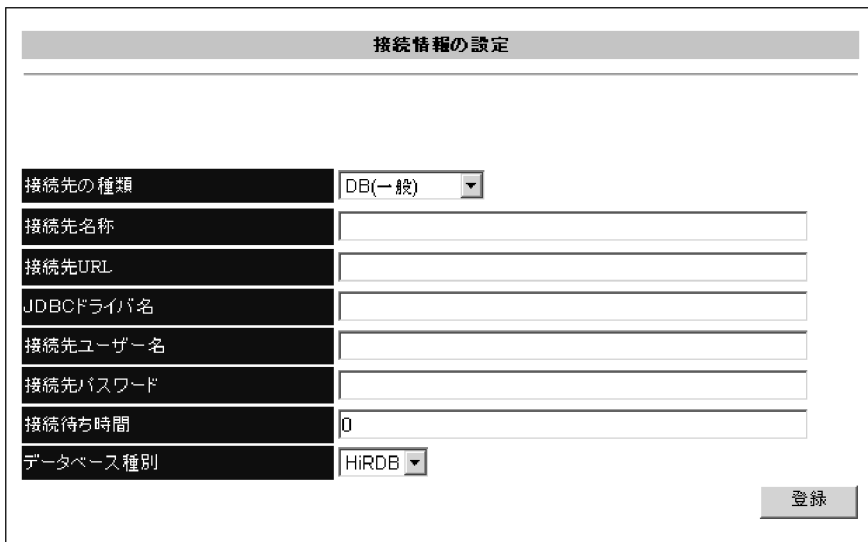 接続情報の設定
接続先の種類 DB(一般)
接続先名称
接続先URL
JDBCドライバ名
接続先ユーザー名
接続先パスワード
接続待ち時間 0
データベース種別 HiRDB
登録